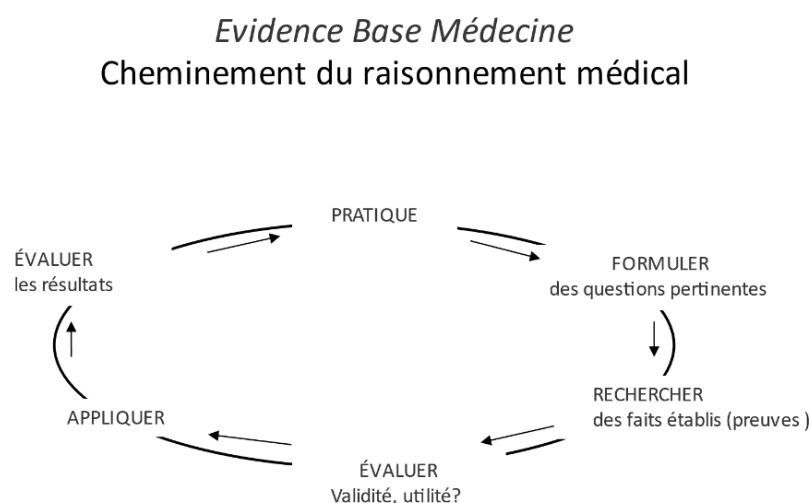 Evidence Base Médecine
Cheminement du raisonnement médical
PRATIQUE
FORMULER
des questions pertinentes
RECHERCHER
des faits établis (preuves )
ÉVALUER
Validité, utilité?
APPLIQUER
ÉVALUER
les résultats